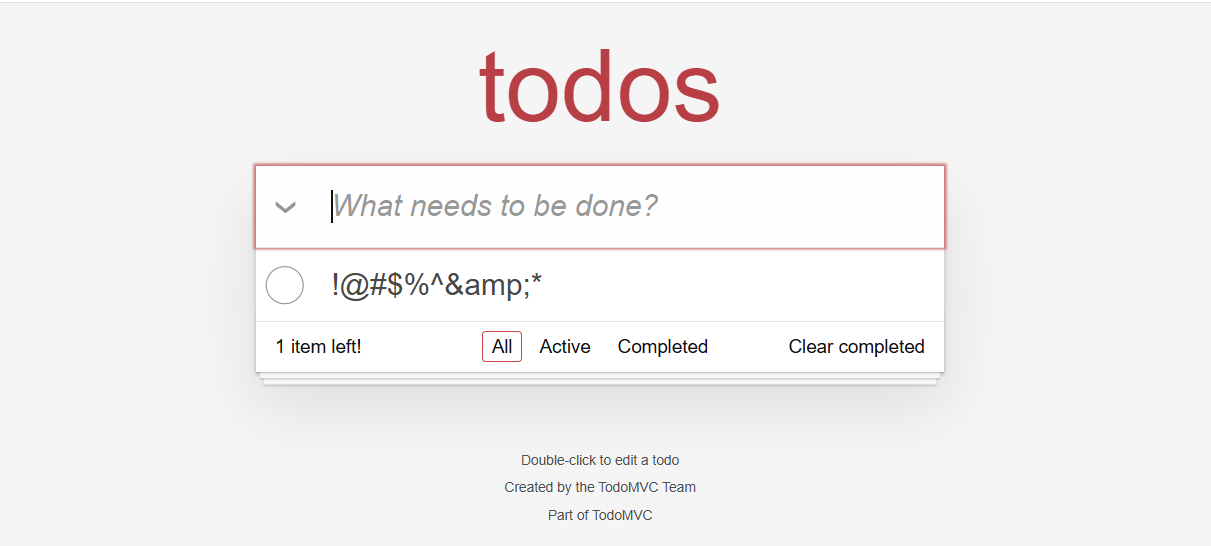 todos
What needs to be done?
!@#$%^&amp;*
1 item left! All Active Completed Clear completed
Double-click to edit a todo
Created by the TodoMVC Team
Part of TodoMVC